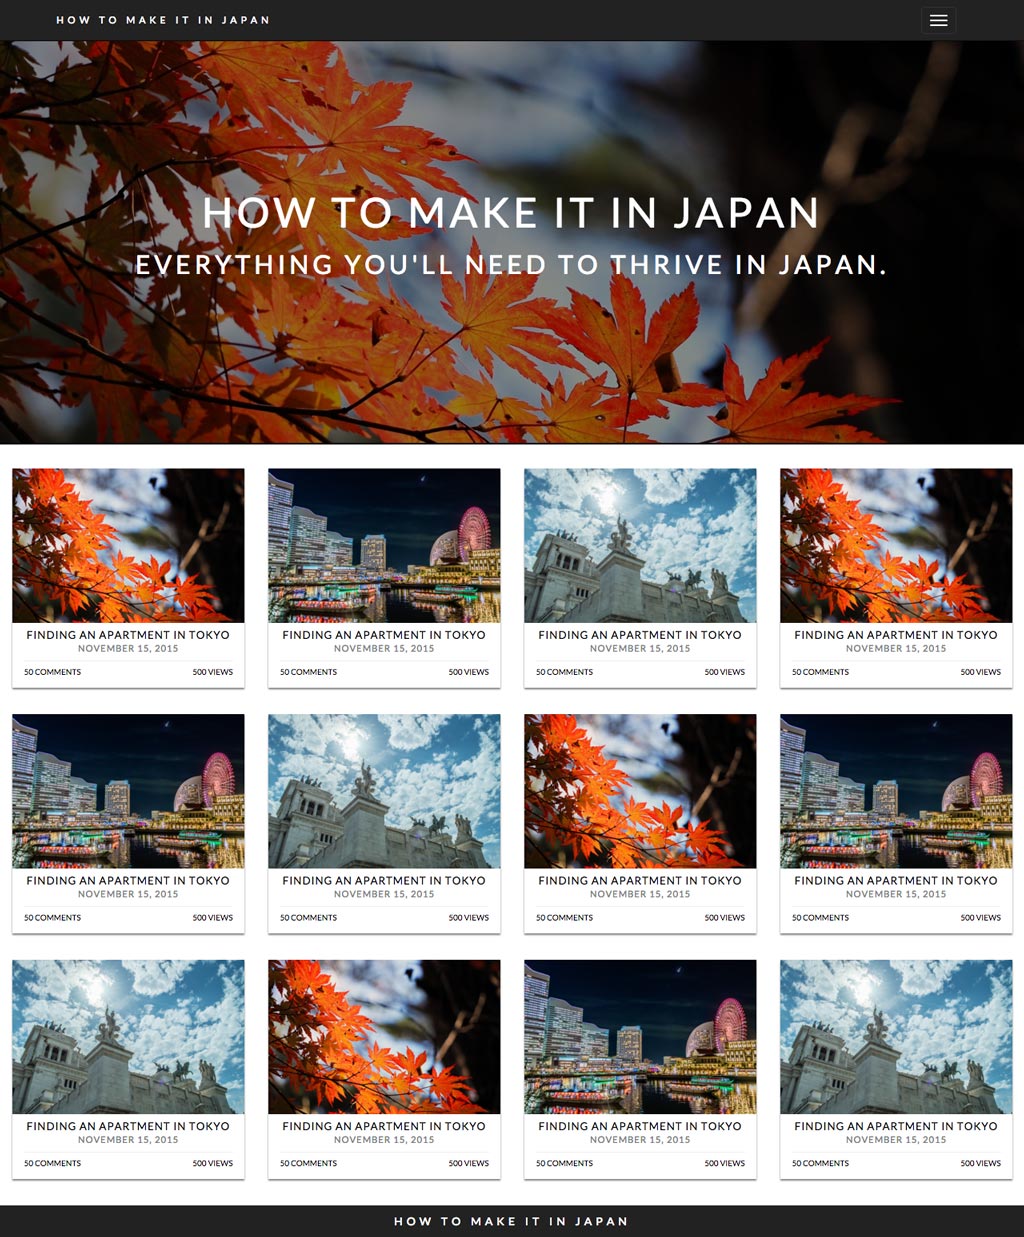 HOW TO MAKE IT IN JAPAN
HOW TO MAKE IT IN JAPAN
EVERYTHING YOU'LL NEED TO THRIVE IN JAPAN.
FINDING AN APARTMENT IN TOKYO
NOVEMBER 15, 2015
50 COMMENTS 500 VIEWS
FINDING AN APARTMENT IN TOKYO
NOVEMBER 15, 2015
50 COMMENTS 500 VIEWS
FINDING AN APARTMENT IN TOKYO
NOVEMBER 15, 2015
50 COMMENTS 500 VIEWS
FINDING AN APARTMENT IN TOKYO
NOVEMBER 15, 2015
50 COMMENTS 500 VIEWS
FINDING AN APARTMENT IN TOKYO
NOVEMBER 15, 2015
50 COMMENTS 500 VIEWS
FINDING AN APARTMENT IN TOKYO
NOVEMBER 15, 2015
50 COMMENTS 500 VIEWS
FINDING AN APARTMENT IN TOKYO
NOVEMBER 15, 2015
50 COMMENTS 500 VIEWS
FINDING AN APARTMENT IN TOKYO
NOVEMBER 15, 2015
50 COMMENTS 500 VIEWS
FINDING AN APARTMENT IN TOKYO
NOVEMBER 15, 2015
50 COMMENTS 500 VIEWS
FINDING AN APARTMENT IN TOKYO
NOVEMBER 15, 2015
50 COMMENTS 500 VIEWS
FINDING AN APARTMENT IN TOKYO
NOVEMBER 15, 2015
50 COMMENTS 500 VIEWS
FINDING AN APARTMENT IN TOKYO
NOVEMBER 15, 2015
50 COMMENTS 500 VIEWS
HOW TO MAKE IT IN JAPAN